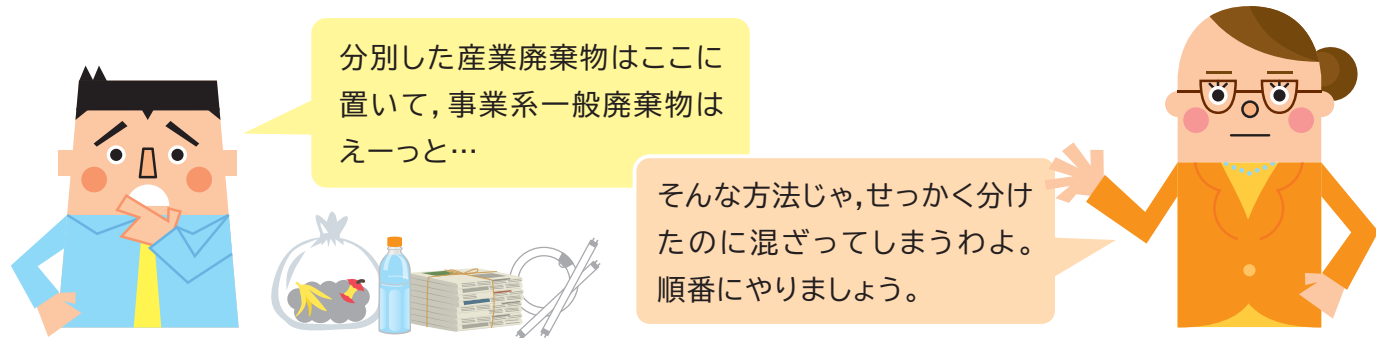 分別した産業廃棄物はここに
置いて，事業系一般廃棄物は
えーっと…
そんな方法じゃ，せっかく分け
たのに混ざってしまうわよ。
順番にやりましょう。